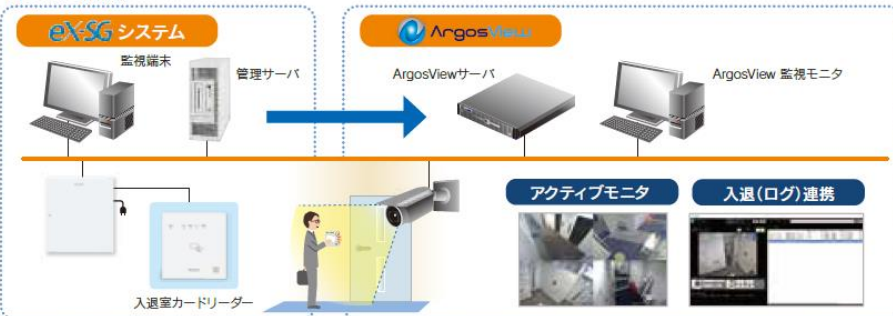 eX-SG システム
ArgosView
監視端末
管理サーバ
ArgosViewサーバ
ArgosView 監視モニタ
アクティブモニタ
入退(ログ)連携
入退室カードリーダー